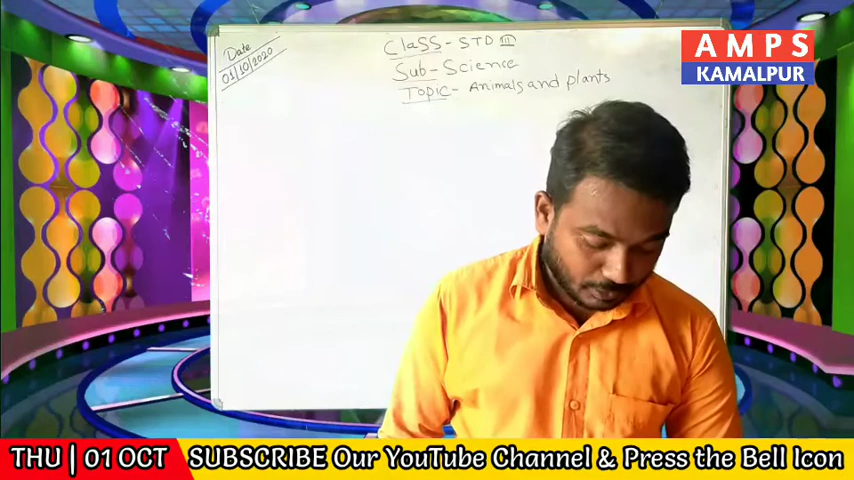 Date
01/10/2020
Class - STD III
Sub - Science
Topic - Animals and plants
AMPS
KAMALPUR
THU | 01 OCT SUBSCRIBE Our YouTube Channel & Press the Bell Icon